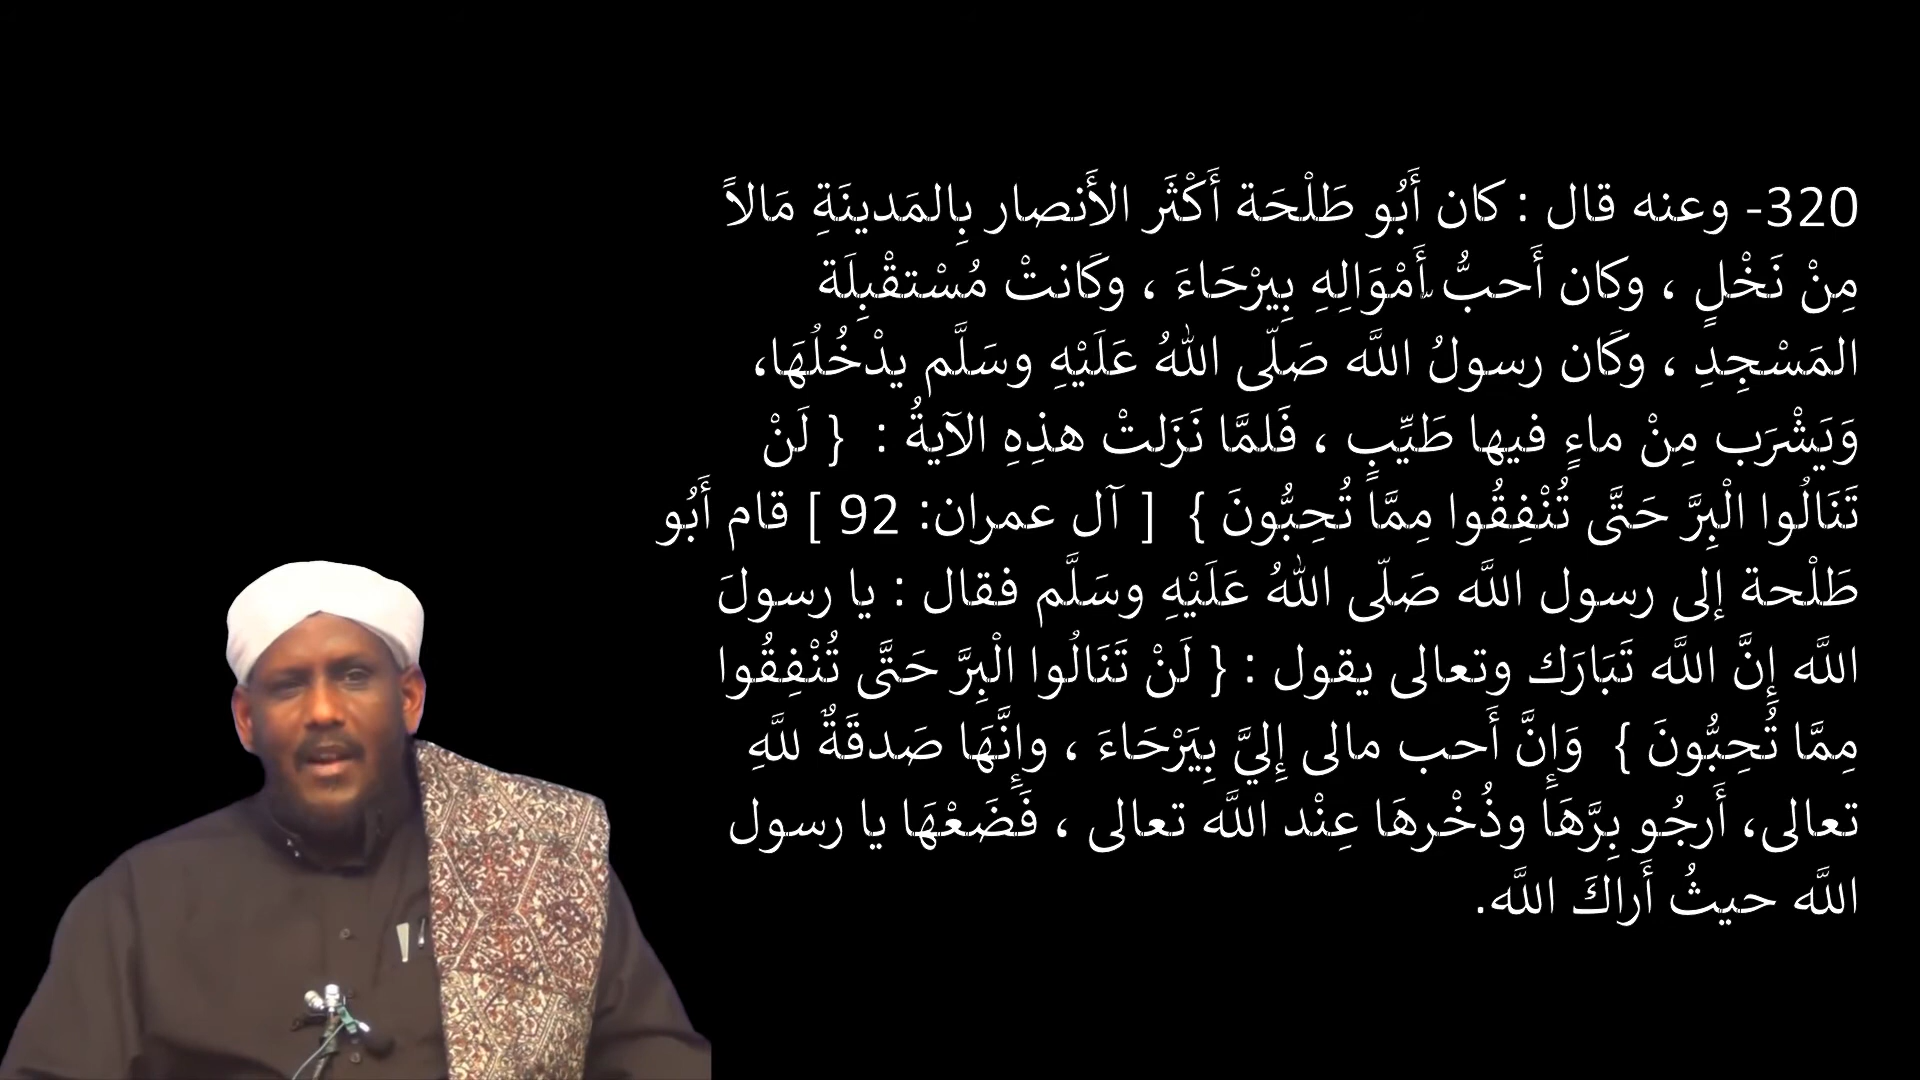 320- وعنه قال : كان أَبُو طَلْحَة أَكْثَر الأَنصار بِالمَدينَةِ مَالاً
مِنْ نَخْلٍ ، وكان أَحبُّ أَمْوَالِهِ بِيرْحَاءَ ، وكَانتْ مُسْتقْبِلَة
المَسْجِدِ ، وكَان رسولُ اللَّه صَلّى اللهُ عَلَيْهِ وسَلَّم يدْخُلُهَا،
وَيَشْرَب مِنْ ماءٍ فيها طَيِّبٍ ، فَلمَّا نَزَلتْ هذِهِ الآيةُ : { لَنْ
تَنَالُوا الْبِرَّ حَتَّى تُنْفِقُوا مِمَّا تُحِبُّونَ } [ آل عمران: 92 ] قام أَبُو
طَلْحة إلى رسول اللَّه صَلّى اللهُ عَلَيْهِ وسَلَّم فقال : يا رسولَ
اللَّه إِنَّ اللَّه تَبَارَك وتعالى يقول : { لَنْ تَنَالُوا الْبِرَّ حَتَّى تُنْفِقُوا
مِمَّا تُحِبُّونَ } وَإِنَّ أَحب مالى إِليَّ بِيَرْحَاءَ ، وإِنَّهَا صَدقَةٌ للَّهِ
تعالى، أَرجُو بِرَّهَا وذُخْرهَا عِنْد اللَّه تعالى ، فَضَعْهَا يا رسول
اللَّه حيثُ أَراكَ اللَّه.